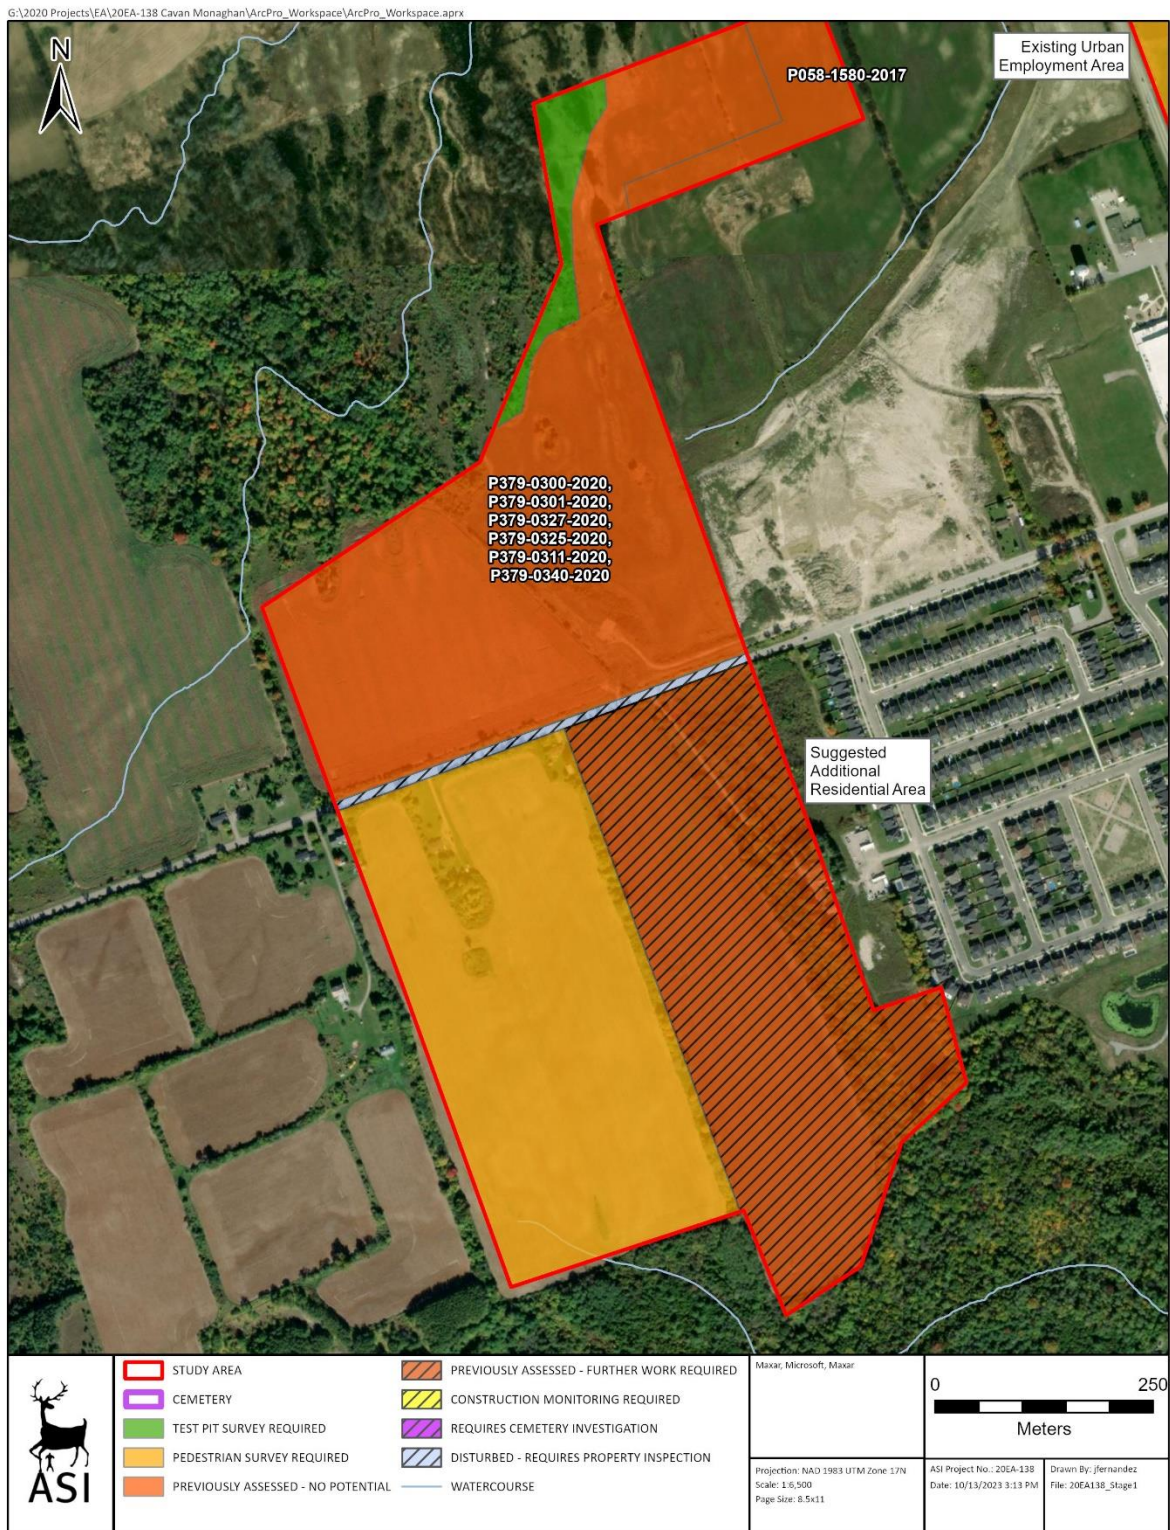 G:\2020 Projects\EA\20EA-138 Cavan Monaghan\ArcPro_Workspace\ArcPro_Workspace.aprx
N
P058-1580-2017
Existing Urban
Employment Area
P379-0300-2020,
P379-0301-2020,
P379-0327-2020,
P379-0325-2020,
P379-0311-2020,
P379-0340-2020
Suggested
Additional
Residential Area
ASI
STUDY AREA
CEMETERY
TEST PIT SURVEY REQUIRED
PEDESTRIAN SURVEY REQUIRED
PREVIOUSLY ASSESSED - NO POTENTIAL
PREVIOUSLY ASSESSED - FURTHER WORK REQUIRED
CONSTRUCTION MONITORING REQUIRED
REQUIRES CEMETERY INVESTIGATION
DISTURBED - REQUIRES PROPERTY INSPECTION
WATERCOURSE
Maxar, Microsoft, Maxar
Projection: NAD 1983 UTM Zone 17N
Scale: 1:6,500
Page Size: 8.5x11
0 250
Meters
ASI Project No.: 20EA-138
Date: 10/13/2023 3:13 PM
Drawn By: jfernandez
File: 20EA138_Stage1